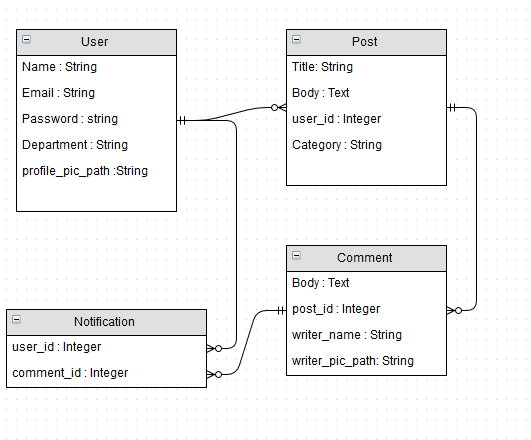 User
Name : String
Email : String
Password : string
Department : String
profile_pic_path :String
Post
Title: String
Body : Text
user_id : Integer
Category : String
Comment
Body : Text
post_id : Integer
writer_name : String
writer_pic_path: String
Notification
user_id : Integer
comment_id : Integer